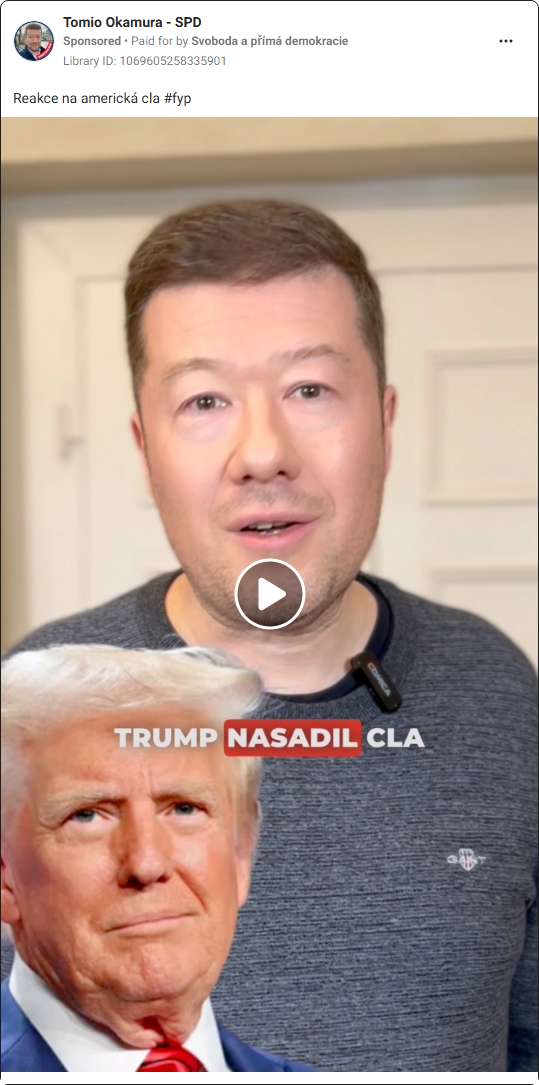 Tomio Okamura - SPD
Sponsored • Paid for by Svoboda a přímá demokracie
Library ID: 1069605258335901
Reakce na americká cla #fyp
COMICA
TRUMP NASADIL CLA
GANT